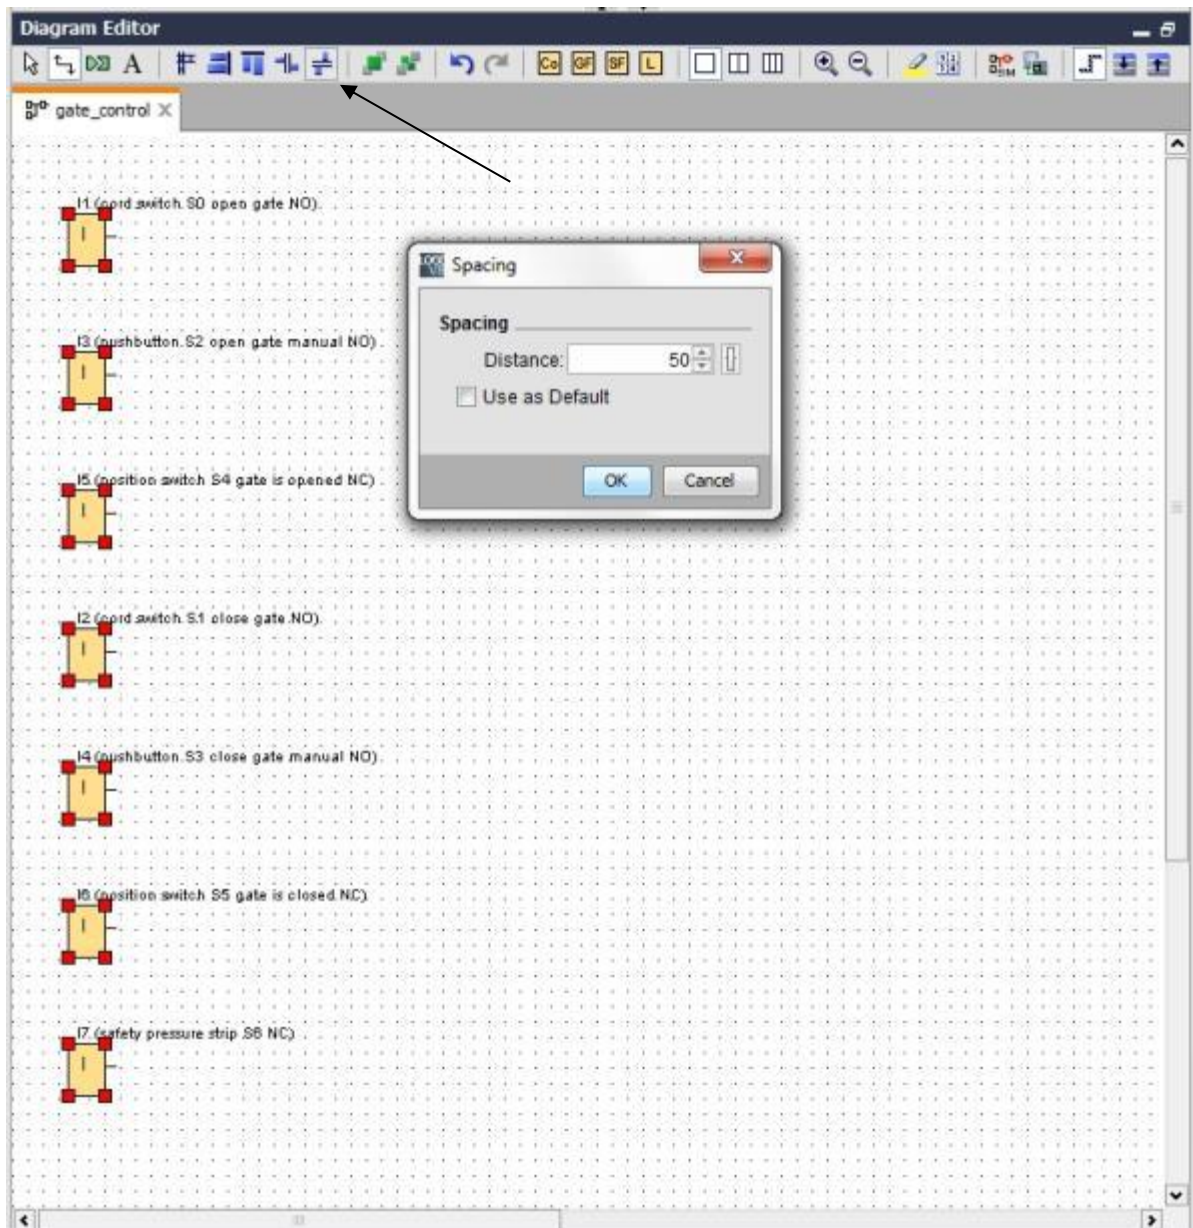 Diagram Editor
A Co GF SF L
gate_control
I1 (cord switch S0 open gate NO)
I
Spacing
Spacing
I3 (pushbutton S2 open gate manual NO)
I
Distance: 50
Use as Default
I5 (position switch S4 gate is opened NC)
I
OK Cancel
I2 (cord switch S1 close gate NO)
I
I4 (pushbutton S3 close gate manual NO)
I
I6 (position switch S5 gate is closed NC)
I
I7 (safety pressure strip S6 NC)
I